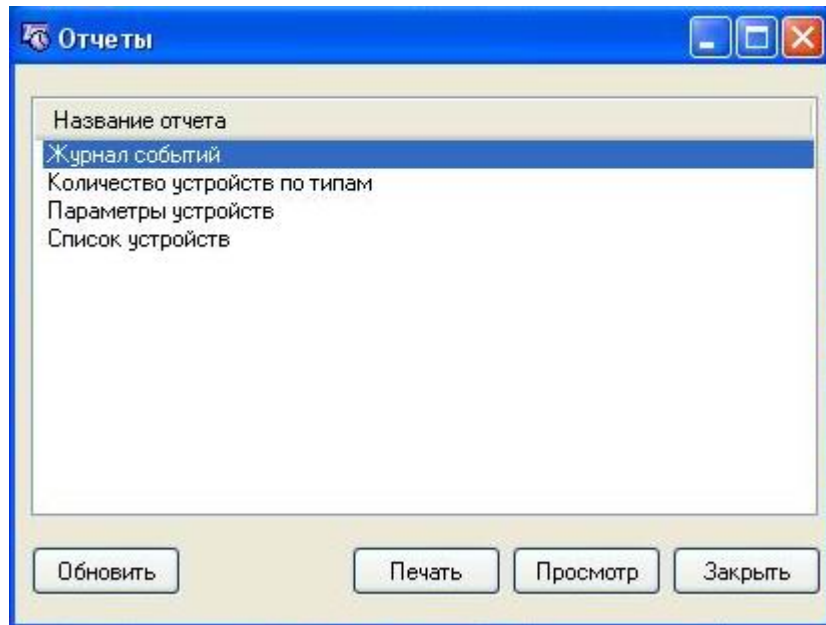 Отчеты
Название отчета
Журнал событий
Количество устройств по типам
Параметры устройств
Список устройств
Обновить Печать Просмотр Закрыть